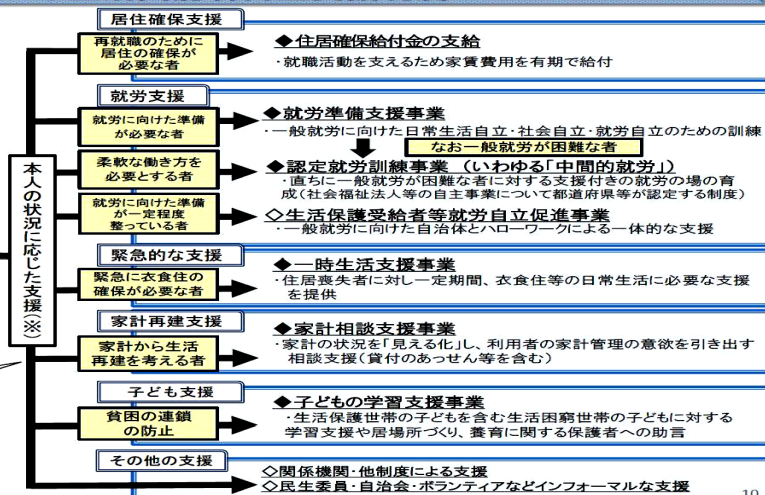 居住確保支援
再就職のために
居住の確保が
必要な者
◆住居確保給付金の支給
・就職活動を支えるため家賃費用を有期で給付
就労支援
就労に向けた準備
が必要な者
◆就労準備支援事業
・一般就労に向けた日常生活自立・社会自立・就労自立のための訓練
なお一般就労が困難な者
柔軟な働き方を
必要とする者
◆認定就労訓練事業（いわゆる「中間的就労」）
・直ちに一般就労が困難な者に対する支援付きの就労の場の育
成(社会福祉法人等の自主事業について都道府県等が認定する制度)
就労に向けた準備
が一定程度
整っている者
◇生活保護受給者等就労自立促進事業
・一般就労に向けた自治体とハローワークによる一体的な支援
本人の状況に応じた支援(※)
緊急的な支援
緊急に衣食住の
確保が必要な者
◆一時生活支援事業
・住居喪失者に対し一定期間、衣食住等の日常生活に必要な支援
を提供
家計再建支援
家計から生活
再建を考える者
◆家計相談支援事業
・家計の状況を「見える化」し、利用者の家計管理の意欲を引き出す
相談支援(貸付のあっせん等を含む)
子ども支援
貧困の連鎖
の防止
◆子どもの学習支援事業
・生活保護世帯の子どもを含む生活困窮世帯の子どもに対する
学習支援や居場所づくり、養育に関する保護者への助言
その他の支援
◇関係機関・他制度による支援
◇民生委員・自治会・ボランティアなどインフォーマルな支援